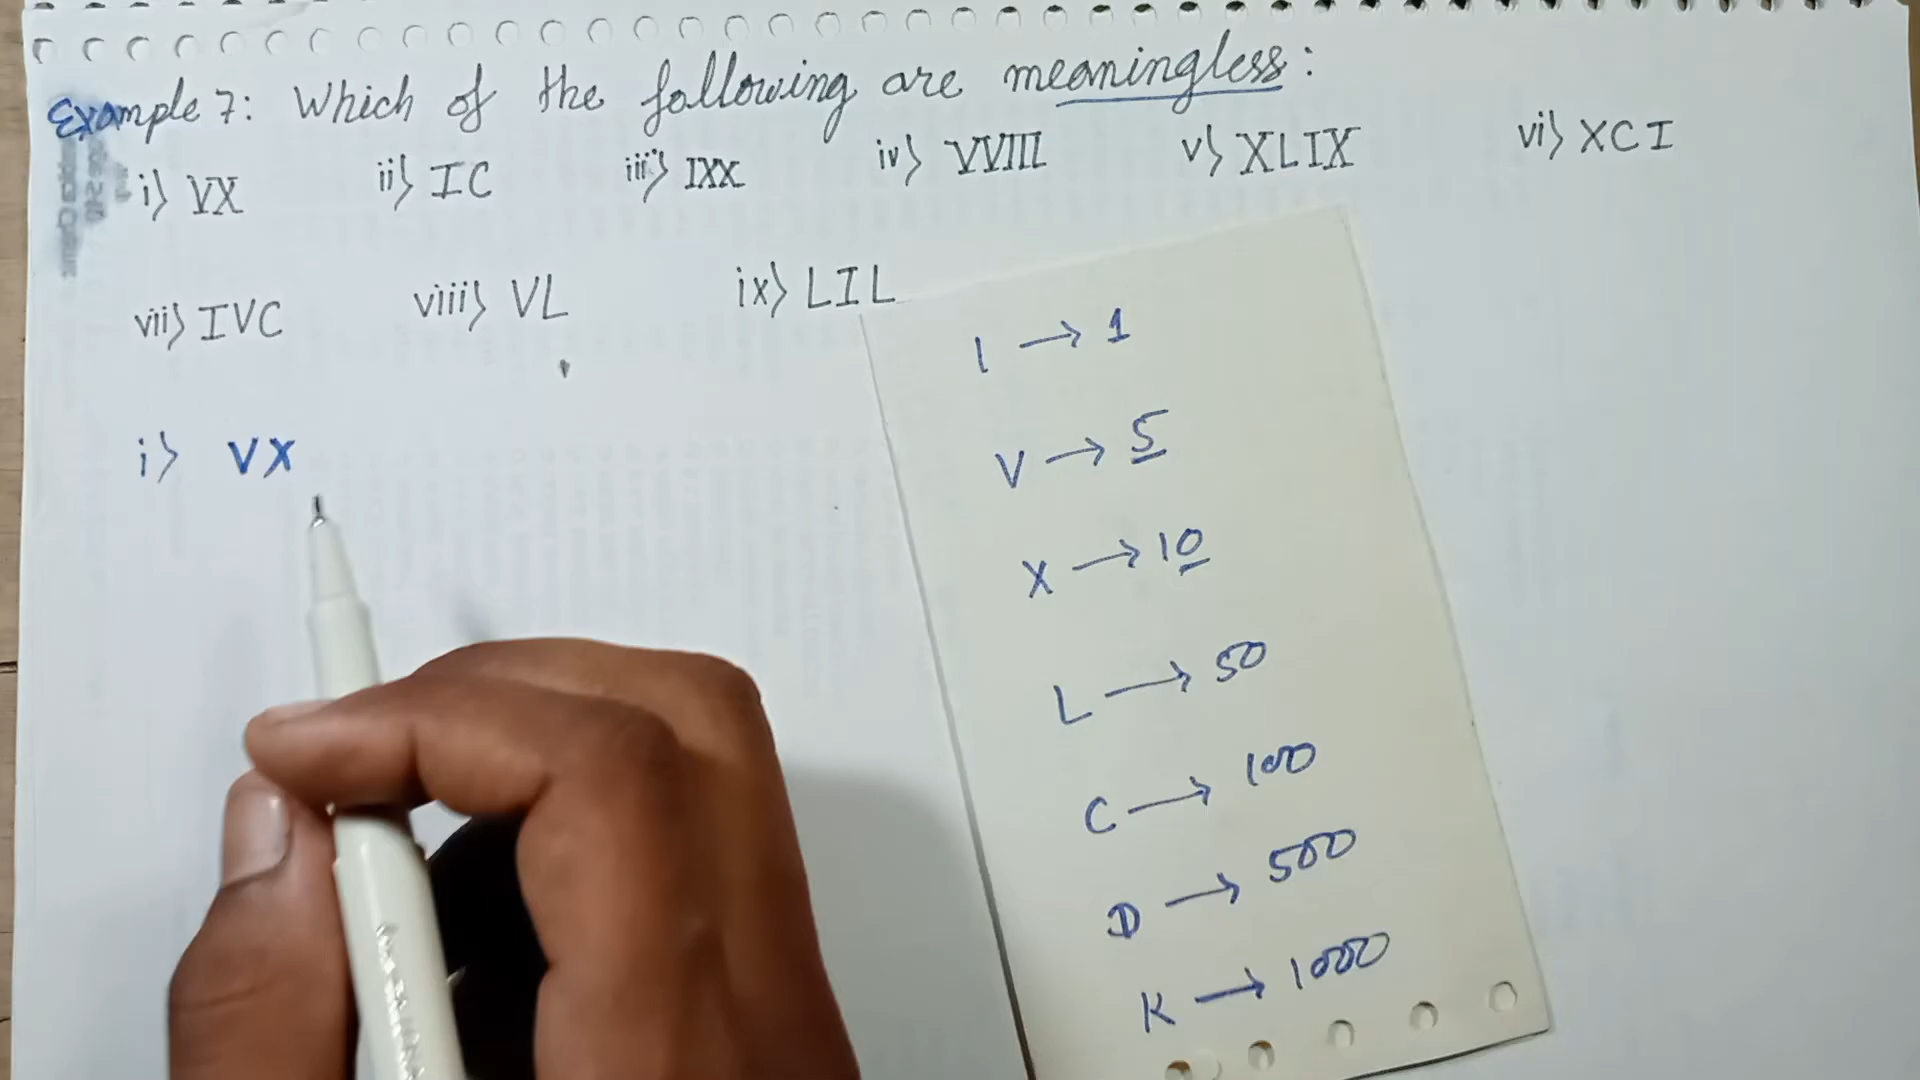 Example 7: Which of the following are meaningless:
i) VX ii) IC iii) IXX iv) VVIII v) XLIX vi) XCI
vii) IVC viii) VL ix) LIL
i) VX
I → 1
V → 5
X → 10
L → 50
C → 100
D → 500
K → 1000